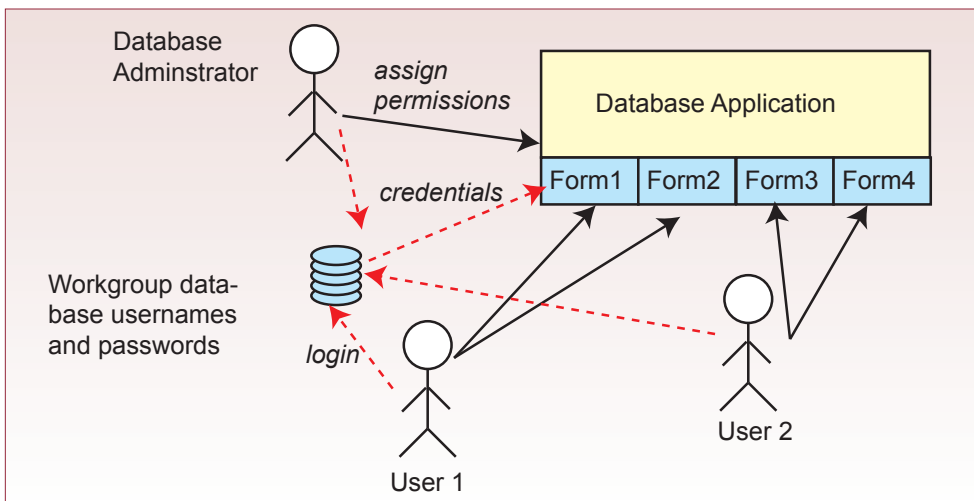 Database
Adminstrator
assign
permissions
Database Application
Form1 Form2 Form3 Form4
credentials
Workgroup data-
base usernames
and passwords
login
User 2
User 1